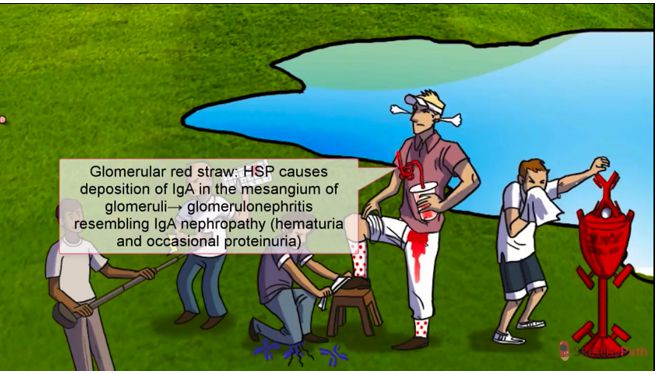 Glomerular red straw: HSP causes
deposition of IgA in the mesangium of
glomeruli→ glomerulonephritis
resembling IgA nephropathy (hematuria
and occasional proteinuria)